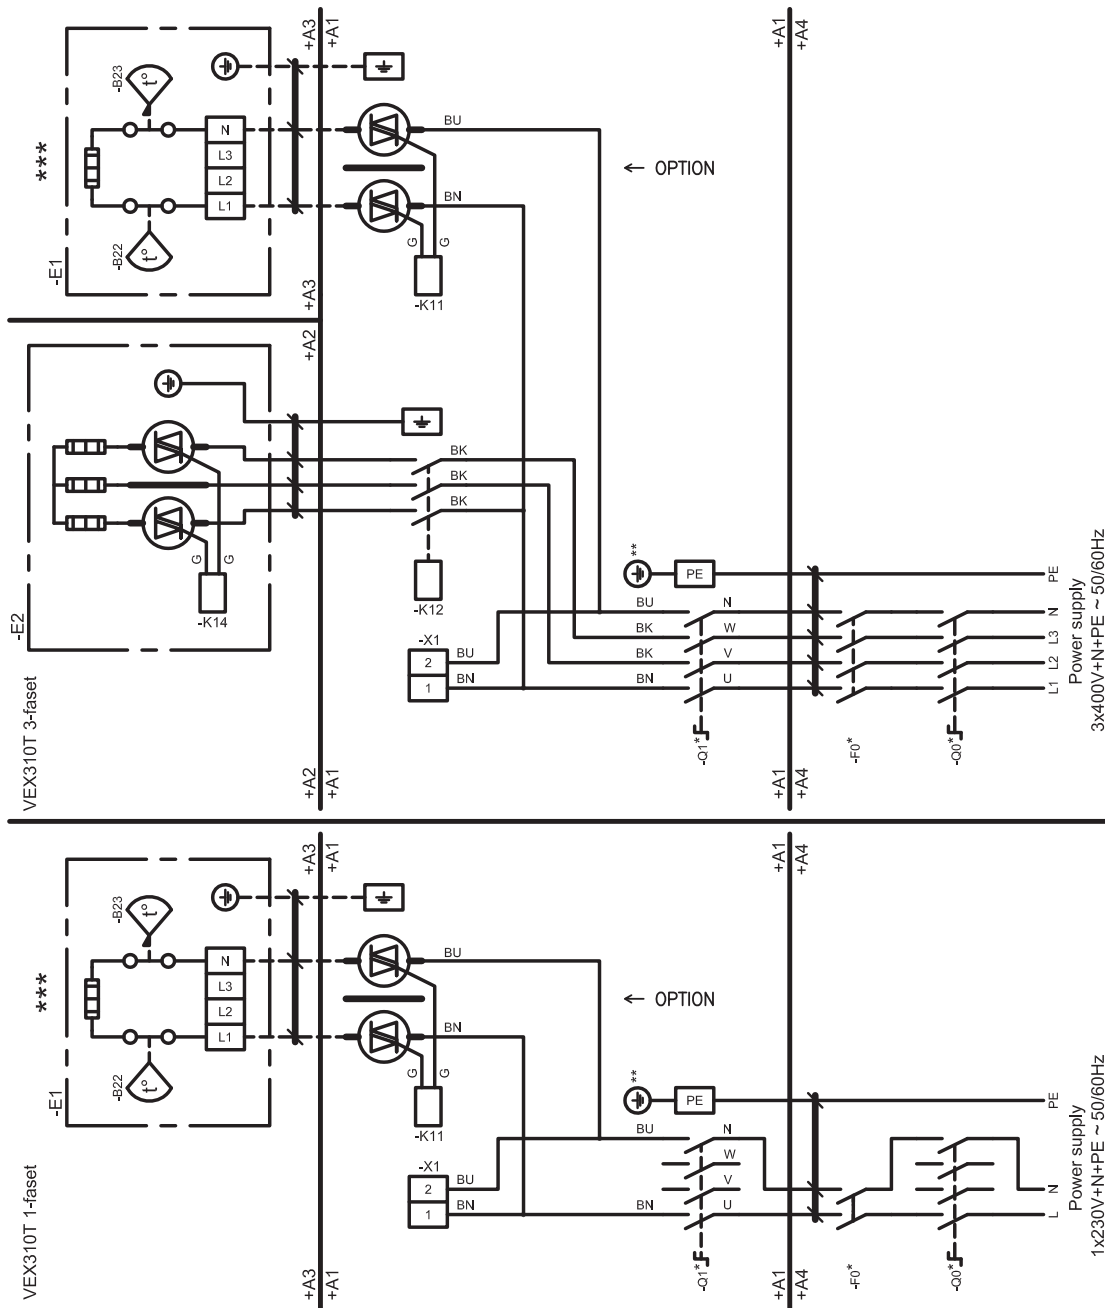 +A3
+A1
+A1
+A4
-B23
t°
N
L3
L2
L1
***
t°
-B22
-E1
BU
BN
G
G
-K11
← OPTION
+A3
+A2
G
G
-K14
-E2
BK
BK
BK
-K12
**
PE
PE
-X1
2
1
BU
BN
BU
BK
BK
BN
N
W
V
U
N
L3
L2
L1
-Q1*
-F0*
-Q0*
Power supply
3x400V+N+PE ~ 50/60Hz
VEX310T 3-faset
+A2
+A1
+A1
+A4
+A3
+A1
+A1
+A4
-B23
t°
N
L3
L2
L1
***
t°
-B22
-E1
BU
BN
G
G
-K11
← OPTION
**
PE
PE
-X1
2
1
BU
BN
BU
BN
N
W
V
U
N
L
-Q1*
-F0*
-Q0*
Power supply
1x230V+N+PE ~ 50/60Hz
VEX310T 1-faset
+A3
+A1
+A1
+A4